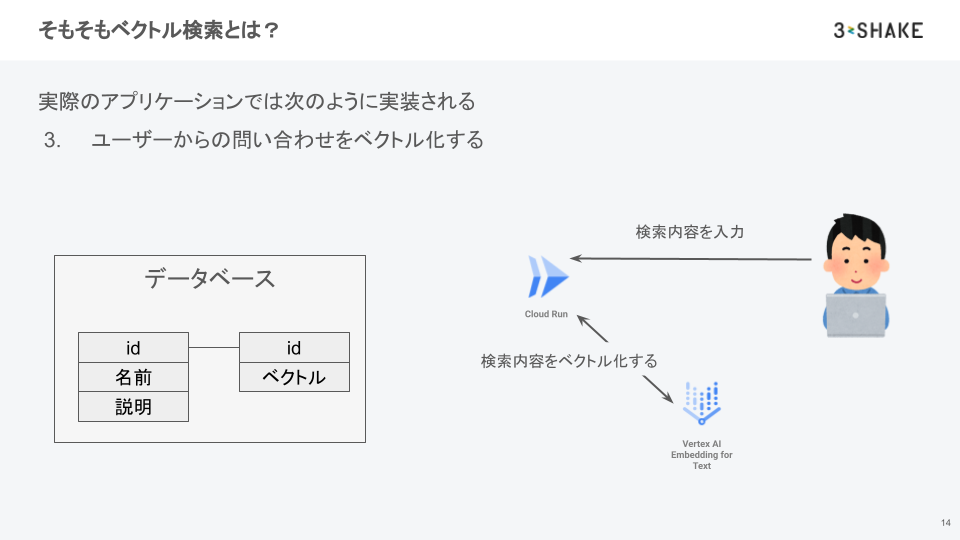 そもそもベクトル検索とは？
3-SHAKE
実際のアプリケーションでは次のように実装される
3. ユーザーからの問い合わせをベクトル化する
検索内容を入力
データベース
Cloud Run
id
id
名前
ベクトル
説明
検索内容をベクトル化する
Vertex AI
Embedding for
Text
14